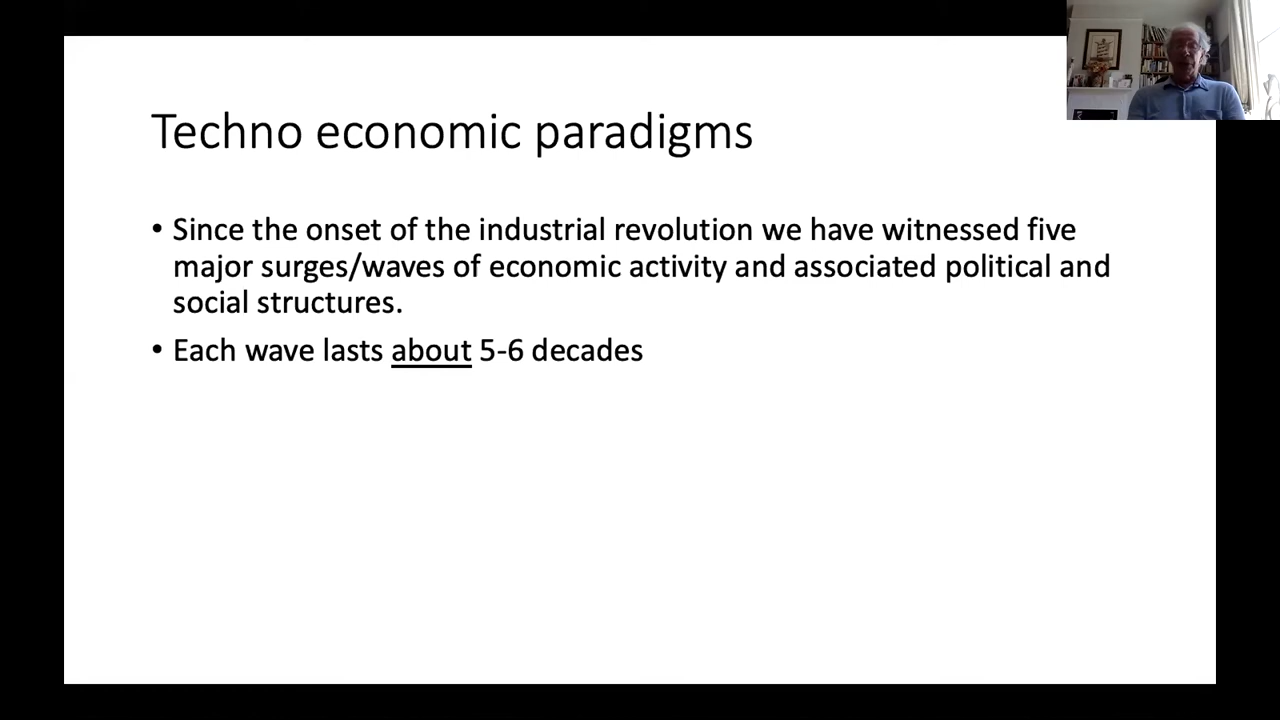 Techno economic paradigms
• Since the onset of the industrial revolution we have witnessed five
major surges/waves of economic activity and associated political and
social structures.
• Each wave lasts about 5-6 decades